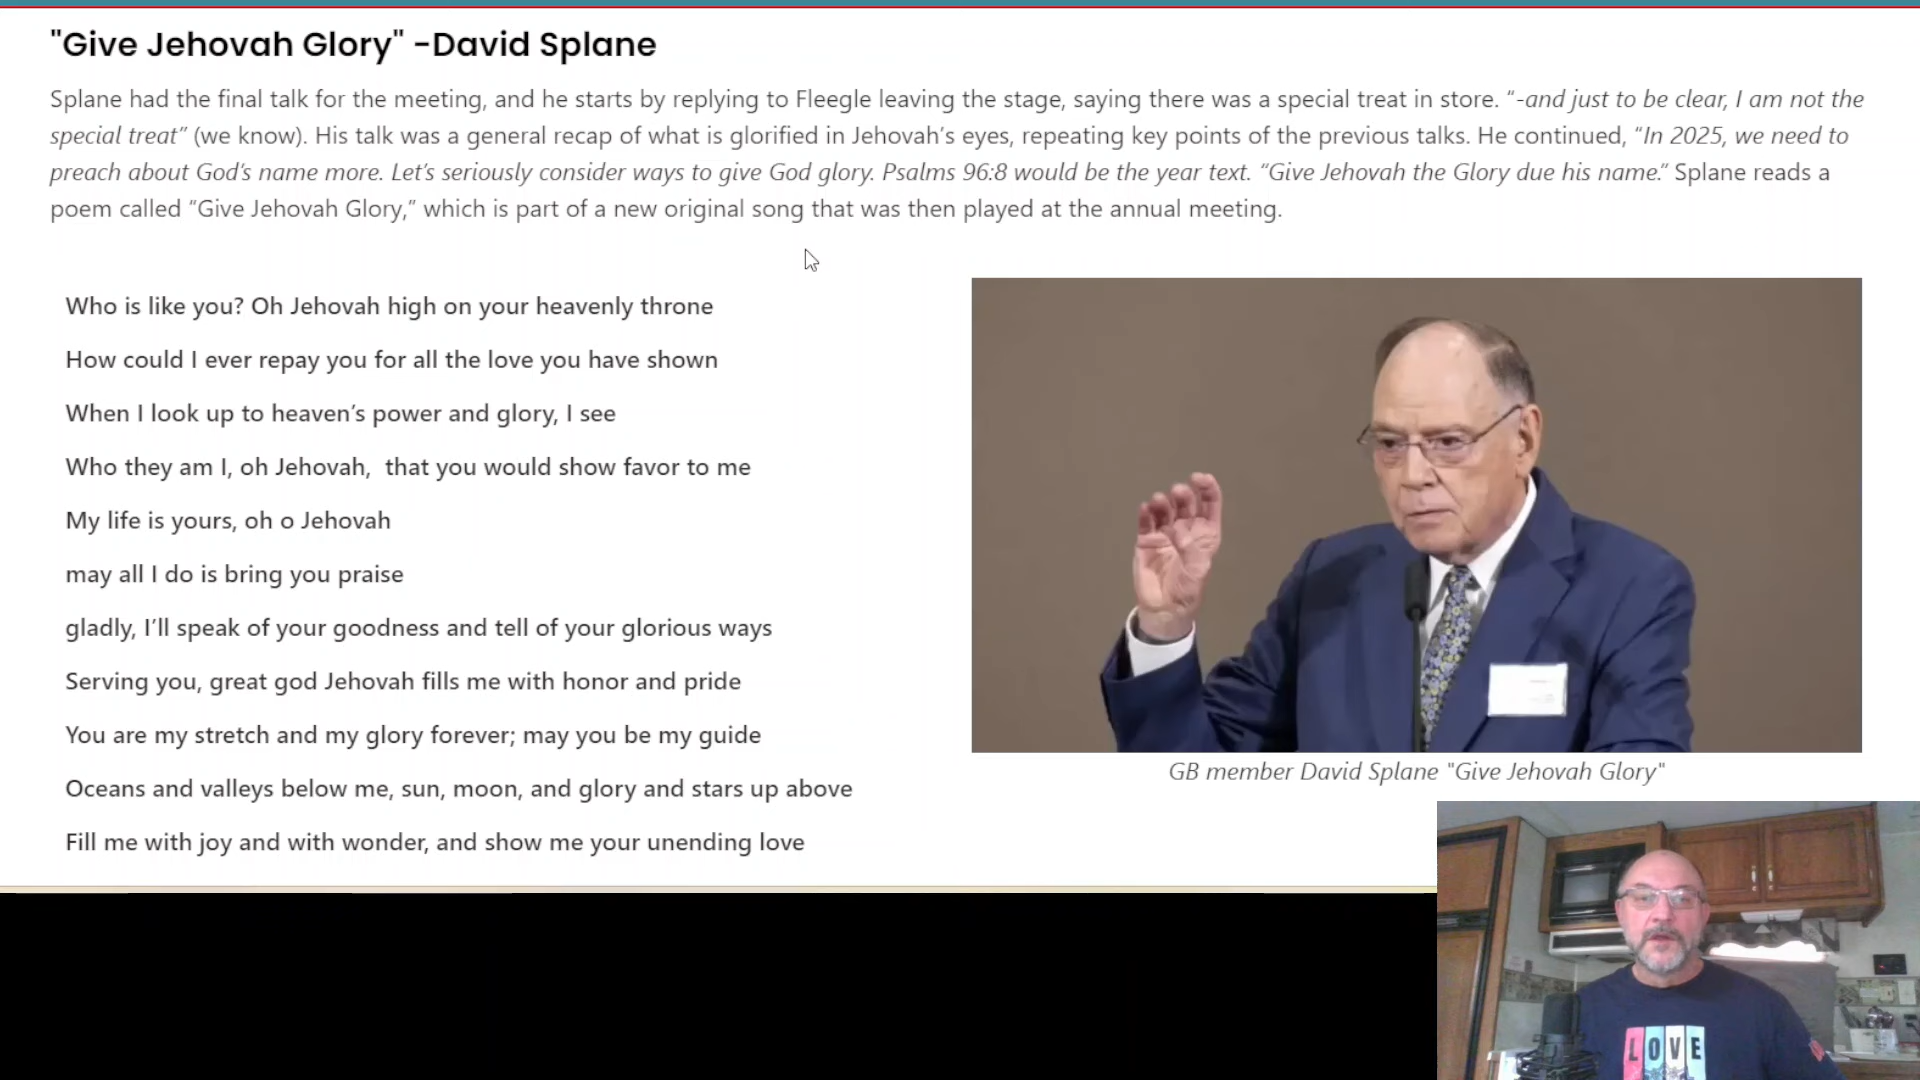 "Give Jehovah Glory" -David Splane
Splane had the final talk for the meeting, and he starts by replying to Fleegle leaving the stage, saying there was a special treat in store. “-and just to be clear, I am not the
special treat” (we know). His talk was a general recap of what is glorified in Jehovah’s eyes, repeating key points of the previous talks. He continued, “In 2025, we need to
preach about God’s name more. Let’s seriously consider ways to give God glory. Psalms 96:8 would be the year text. “Give Jehovah the Glory due his name.” Splane reads a
poem called “Give Jehovah Glory,” which is part of a new original song that was then played at the annual meeting.
Who is like you? Oh Jehovah high on your heavenly throne
How could I ever repay you for all the love you have shown
When I look up to heaven’s power and glory, I see
Who they am I, oh Jehovah,  that you would show favor to me
My life is yours, oh o Jehovah
may all I do is bring you praise
gladly, I’ll speak of your goodness and tell of your glorious ways
Serving you, great god Jehovah fills me with honor and pride
You are my stretch and my glory forever; may you be my guide
Oceans and valleys below me, sun, moon, and glory and stars up above
Fill me with joy and with wonder, and show me your unending love
GB member David Splane "Give Jehovah Glory"
LOVE